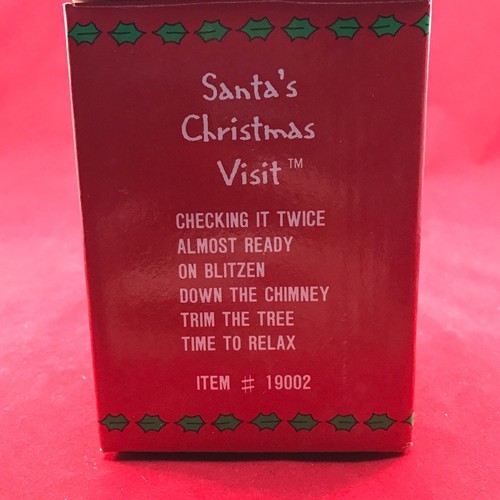 Santa's
Christmas
Visit™
CHECKING IT TWICE
ALMOST READY
ON BLITZEN
DOWN THE CHIMNEY
TRIM THE TREE
TIME TO RELAX
ITEM # 19002